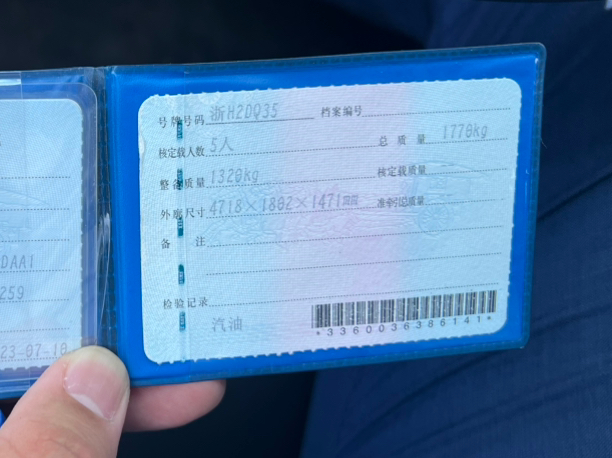 号牌号码 浙H2DQ35 档案编号
核定载人数 5人 总质量 1770kg
整备质量 1320kg 核定载质量
外廓尺寸 4718×1802×1471mm 准牵引总质量
备注
检验记录
汽油
*3360036386141*
DAA1
259
23-07-10